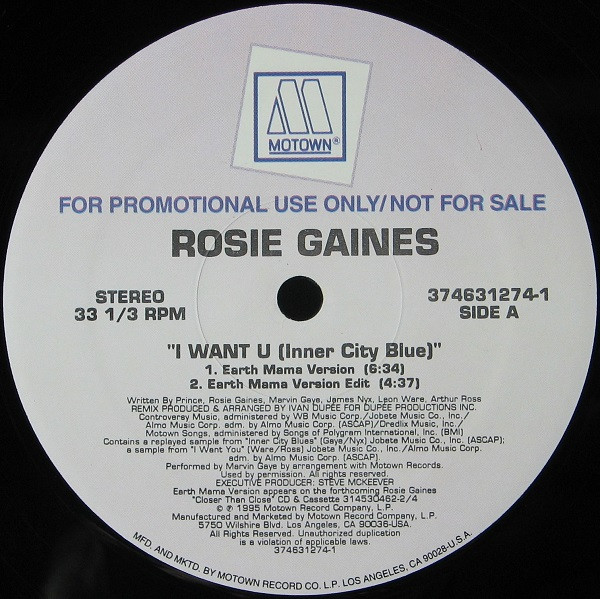 MOTOWN®
FOR PROMOTIONAL USE ONLY/NOT FOR SALE
ROSIE GAINES
STEREO
33 1/3 RPM
374631274-1
SIDE A
"I WANT U (Inner City Blue)"
1. Earth Mama Version (6:34)
2. Earth Mama Version Edit (4:37)
Written By Prince, Rosie Gaines, Marvin Gaye, James Nyx, Leon Ware, Arthur Ross
REMIX PRODUCED & ARRANGED BY IVAN DUPÉE FOR DUPÉE PRODUCTIONS INC.
Controversy Music, administered by WB Music Corp./Jobete Music Co., Inc./
Almo Music Corp. adm. by Almo Music Corp. (ASCAP)/Dredlix Music, Inc./
Motown Songs, administered by Songs of Polygram International, Inc. (BMI)
Contains a replayed sample from "Inner City Blues" (Gaye/Nyx) Jobete Music Co., Inc. (ASCAP);
a sample from "I Want You" (Ware/Ross) Jobete Music Co., Inc./Almo Music Corp.
adm. by Almo Music Corp. (ASCAP).
Performed by Marvin Gaye by arrangement with Motown Records.
Used by permission. All rights reserved.
EXECUTIVE PRODUCER: STEVE MCKEEVER
Earth Mama Version appears on the forthcoming Rosie Gaines
"Closer Than Close" CD & Cassette 314530462-2/4
© ℗ 1995 Motown Record Company, L.P.
Manufactured and Marketed by Motown Record Company, L.P.
5750 Wilshire Blvd. Los Angeles, CA 90036-USA.
All Rights Reserved. Unauthorized duplication
is a violation of applicable laws.
374631274-1
MFD. AND MKTD. BY MOTOWN RECORD CO. L.P. LOS ANGELES, CA 90028-U.S.A.